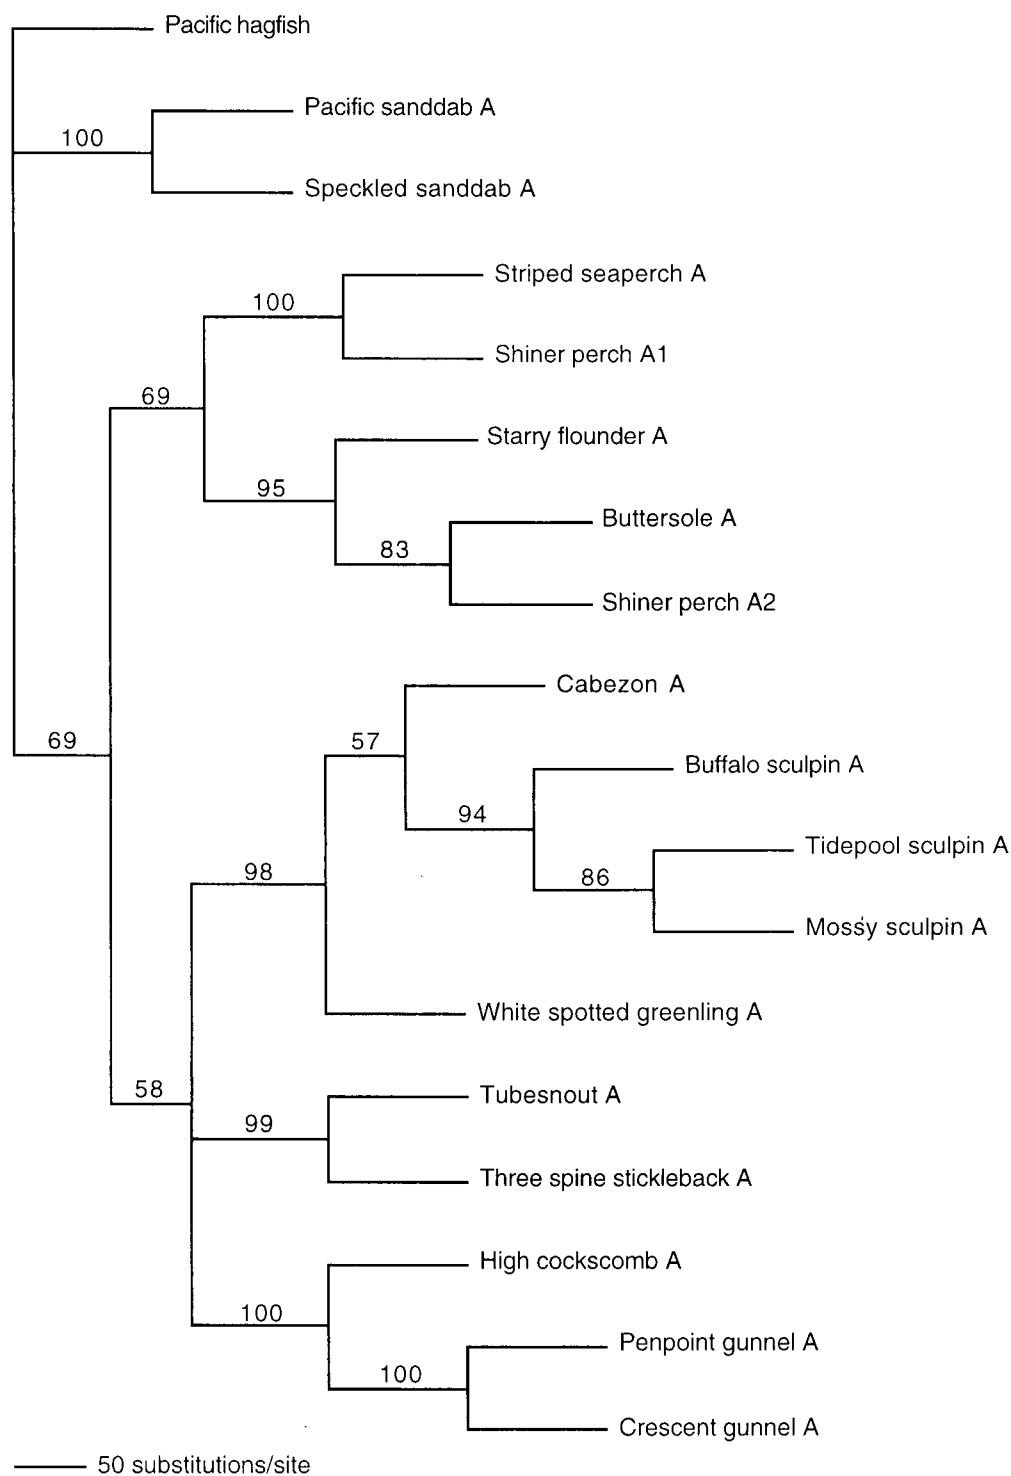 Pacific hagfish
Pacific sanddab A
100
Speckled sanddab A
Striped seaperch A
100
Shiner perch A1
69
Starry flounder A
95
Buttersole A
83
Shiner perch A2
Cabezon A
69
57
Buffalo sculpin A
94
Tidepool sculpin A
98
86
Mossy sculpin A
White spotted greenling A
58
Tubesnout A
99
Three spine stickleback A
High cockscomb A
100
Penpoint gunnel A
100
Crescent gunnel A
50 substitutions/site